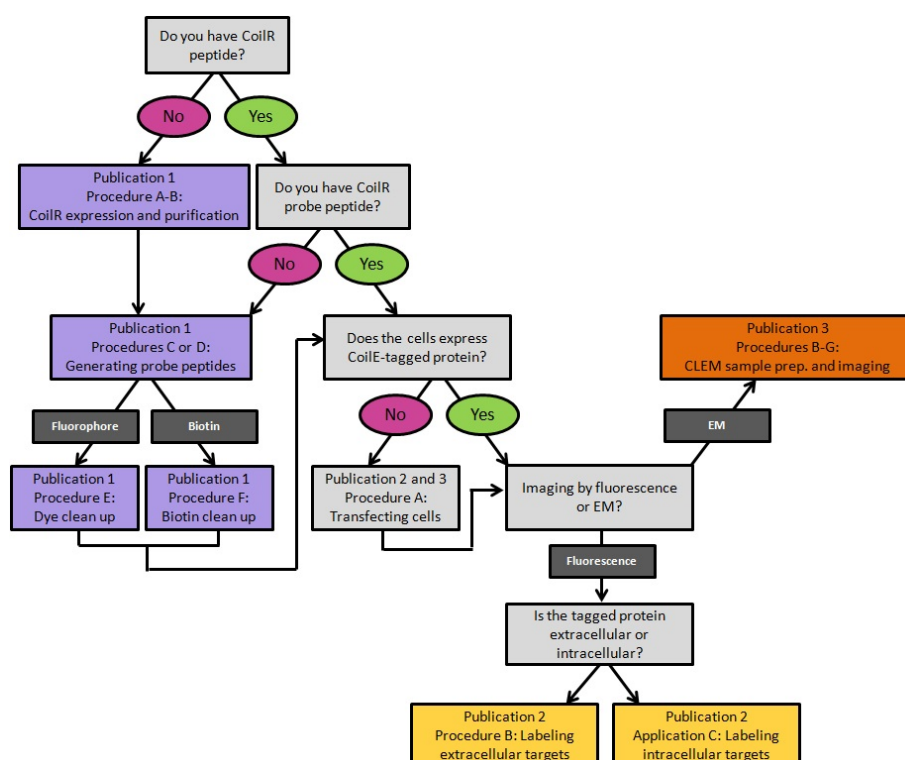 Do you have CoilR
peptide?
No
Yes
Publication 1
Procedure A-B:
CoilR expression and purification
Do you have CoilR
probe peptide?
No
Yes
Publication 1
Procedures C or D:
Generating probe peptides
Does the cells express
CoilE-tagged protein?
Publication 3
Procedures B-G:
CLEM sample prep. and imaging
Fluorophore
Biotin
No
Yes
EM
Publication 1
Procedure E:
Dye clean up
Publication 1
Procedure F:
Biotin clean up
Publication 2 and 3
Procedure A:
Transfecting cells
Imaging by fluorescence
or EM?
Fluorescence
Is the tagged protein
extracellular or
intracellular?
Publication 2
Procedure B: Labeling
extracellular targets
Publication 2
Application C: Labeling
intracellular targets